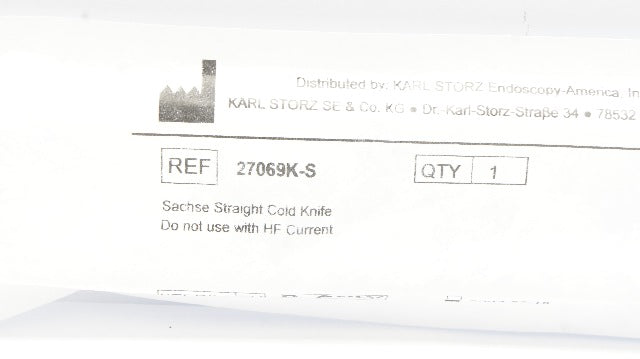 Distributed by: KARL STORZ Endoscopy-America, In
KARL STORZ SE & Co. KG ● Dr.-Karl-Storz-Straße 34 ● 78532
REF 27069K-S QTY 1
Sachse Straight Cold Knife
Do not use with HF Current